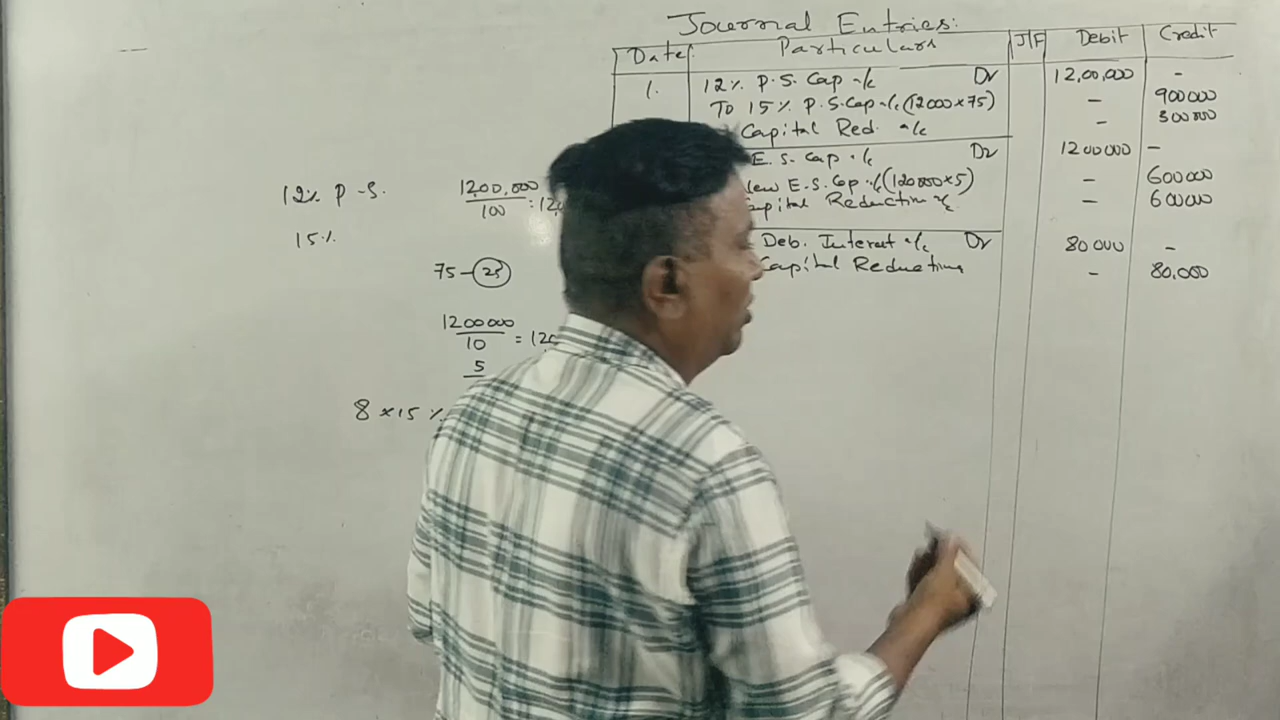 Journal Entries:
Date Particulars J/F Debit Credit
1. 12% P.S. Cap a/c Dr 12,00,000 -
To 15% P.S. Cap a/c (12000×75) - 900000
Capital Red. a/c - 300000
E.S. Cap a/c Dr 1200000 -
New E.S. Cap a/c (120000×5) - 600000
Capital Reduction a/c - 600000
Deb. Interest a/c Dr 80000 -
Capital Reduction - 80,000
12% P-S. 1200,000
100
15%
75-25
1200000
10
5
8 × 15 %